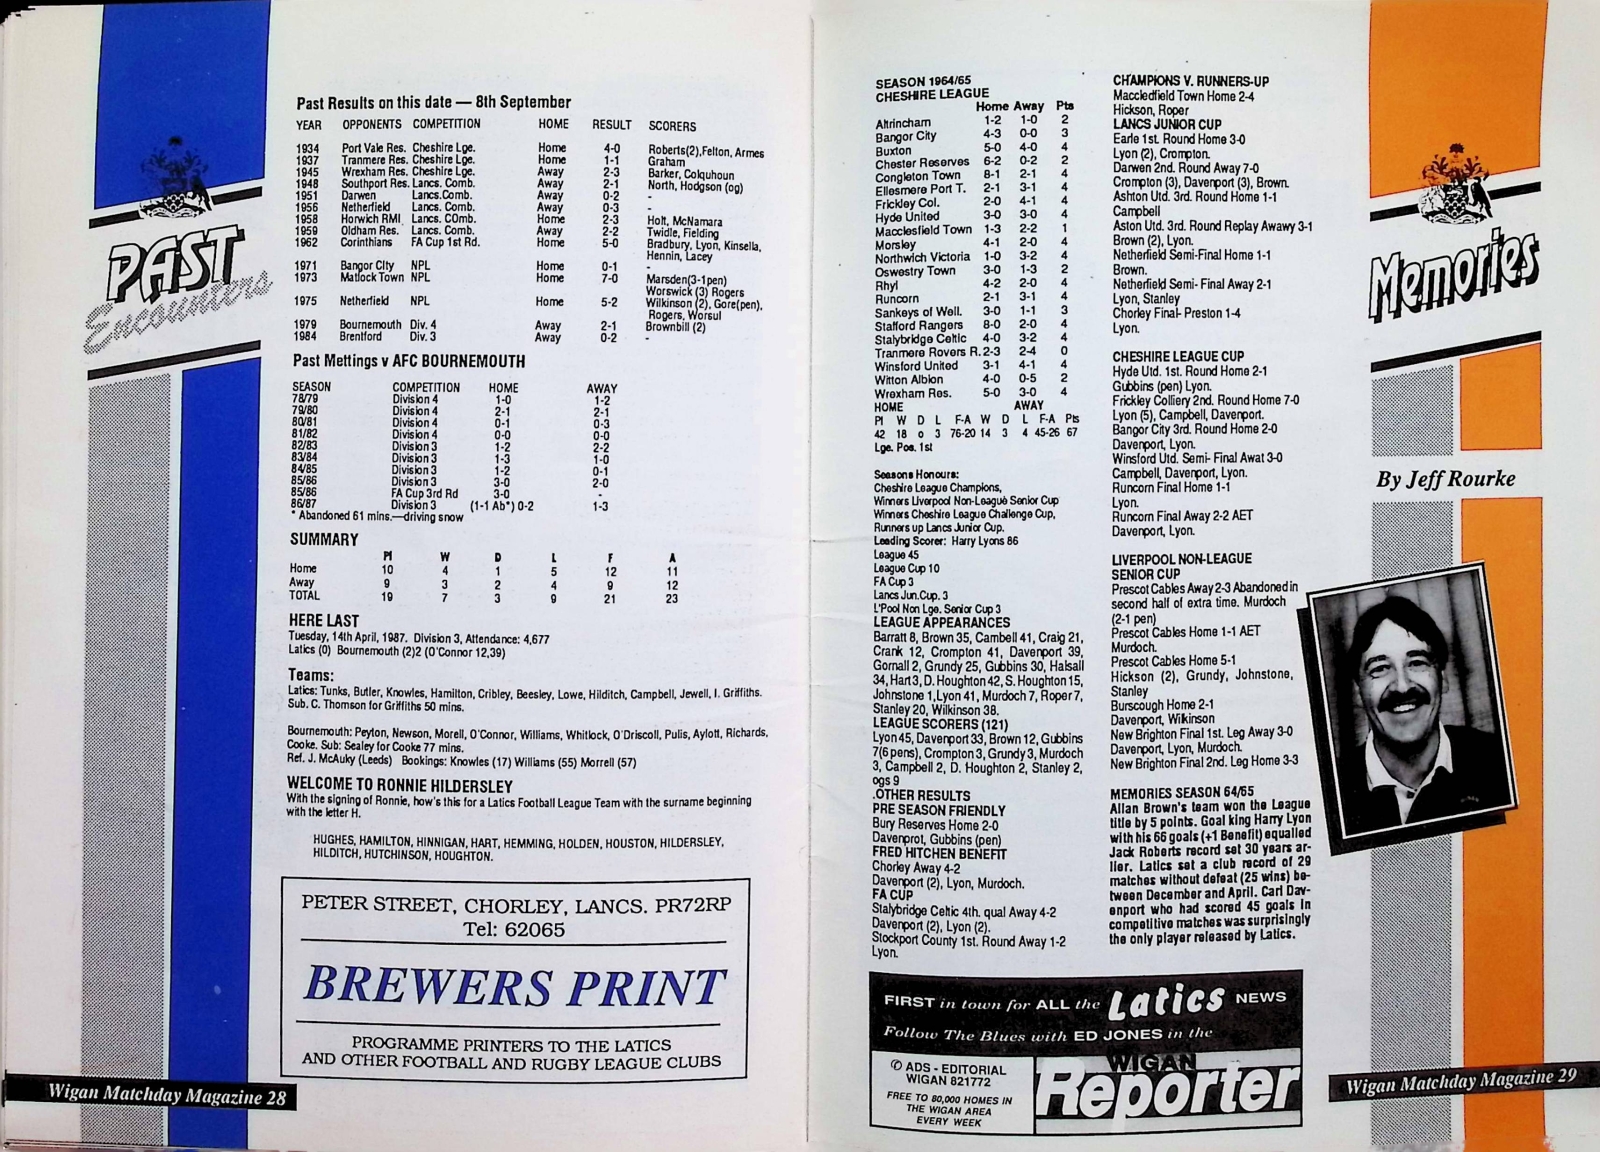 PAST
Encounters
Past Results on this date — 8th September
YEAR OPPONENTS COMPETITION HOME RESULT SCORERS
1934 Port Vale Res. Cheshire Lge. Home 4-0 Roberts(2),Felton, Armes
1937 Tranmere Res. Cheshire Lge. Home 1-1 Graham
1945 Wrexham Res. Cheshire Lge. Away 2-3 Barker, Colquhoun
1948 Southport Res. Lancs. Comb. Away 2-1 North, Hodgson (og)
1951 Darwen Lancs.Comb. Away 0-2 -
1956 Netherfield Lancs. Comb. Away 0-3 -
1958 Horwich RMI Lancs. COmb. Home 2-3 Holt, McNamara
1959 Oldham Res. Lancs. Comb. Away 2-2 Twidle, Fielding
1962 Corinthians FA Cup 1st Rd. Home 5-0 Bradbury, Lyon, Kinsella,
Hennin, Lacey
1971 Bangor City NPL Home 0-1 -
1973 Matlock Town NPL Home 7-0 Marsden(3-1pen)
Worswick (3) Rogers
1975 Netherfield NPL Home 5-2 Wilkinson (2), Gore(pen),
Rogers, Worsul
1979 Bournemouth Div. 4 Away 2-1 Brownbill (2)
1984 Brentford Div. 3 Away 0-2 -
Past Mettings v AFC BOURNEMOUTH
SEASON COMPETITION HOME AWAY
78/79 Division 4 1-0 1-2
79/80 Division 4 2-1 2-1
80/81 Division 4 0-1 0-3
81/82 Division 4 0-0 0-0
82/83 Division 3 1-2 2-2
83/84 Division 3 1-3 1-0
84/85 Division 3 1-2 0-1
85/86 Division 3 3-0 2-0
85/86 FA Cup 3rd Rd 3-0 -
86/87 Division 3 (1-1 Ab*) 0-2 1-3
* Abandoned 61 mins.—driving snow
SUMMARY
Pl W D L F A
Home 10 4 1 5 12 11
Away 9 3 2 4 9 12
TOTAL 19 7 3 9 21 23
HERE LAST
Tuesday, 14th April, 1987. Division 3, Attendance: 4,677
Latics (0) Bournemouth (2)2 (O'Connor 12,39)
Teams:
Latics: Tunks, Butler, Knowles, Hamilton, Cribley, Beesley, Lowe, Hilditch, Campbell, Jewell, I. Griffiths.
Sub. C. Thomson for Griffiths 50 mins.
Bournemouth: Peyton, Newson, Morell, O'Connor, Williams, Whitlock, O'Driscoll, Pulis, Aylott, Richards,
Cooke. Sub: Sealey for Cooke 77 mins.
Ref. J. McAuky (Leeds) Bookings: Knowles (17) Williams (55) Morrell (57)
WELCOME TO RONNIE HILDERSLEY
With the signing of Ronnie, how's this for a Latics Football League Team with the surname beginning
with the letter H.
HUGHES, HAMILTON, HINNIGAN, HART, HEMMING, HOLDEN, HOUSTON, HILDERSLEY,
HILDITCH, HUTCHINSON, HOUGHTON.
PETER STREET, CHORLEY, LANCS. PR72RP
Tel: 62065
BREWERS PRINT
PROGRAMME PRINTERS TO THE LATICS
AND OTHER FOOTBALL AND RUGBY LEAGUE CLUBS
Wigan Matchday Magazine 28
SEASON 1964/65
CHESHIRE LEAGUE
Home Away Pts
Altrincham 1-2 1-0 2
Bangor City 4-3 0-0 3
Buxton 5-0 4-0 4
Chester Reserves 6-2 0-2 2
Congleton Town 8-1 2-1 4
Ellesmere Port T. 2-1 3-1 4
Frickley Col. 2-0 4-1 4
Hyde United 3-0 3-0 4
Macclesfield Town 1-3 2-2 1
Morsley 4-1 2-0 4
Northwich Victoria 1-0 3-2 4
Oswestry Town 3-0 1-3 2
Rhyl 4-2 2-0 4
Runcorn 2-1 3-1 4
Sankeys of Well. 3-0 1-1 3
Stafford Rangers 8-0 2-0 4
Stalybridge Celtic 4-0 3-2 4
Tranmere Rovers R. 2-3 2-4 0
Winsford United 3-1 4-1 4
Witton Albion 4-0 0-5 2
Wrexham Res. 5-0 3-0 4
HOME AWAY
Pl W D L F-A W D L F-A Pts
42 18 o 3 76-20 14 3 4 45-26 67
Lge. Pos. 1st
Seasons Honours:
Cheshire League Champions,
Winners Liverpool Non-League Senior Cup
Winners Cheshire League Challenge Cup,
Runners up Lancs Junior Cup.
Leading Scorer: Harry Lyons 86
League 45
League Cup 10
FA Cup 3
Lancs Jun.Cup. 3
L'Pool Non Lge. Senior Cup 3
LEAGUE APPEARANCES
Barratt 8, Brown 35, Cambell 41, Craig 21,
Crank 12, Crompton 41, Davenport 39,
Gornall 2, Grundy 25, Gubbins 30, Halsall
34, Hart3, D. Houghton 42, S. Houghton 15,
Johnstone 1,Lyon 41, Murdoch 7, Roper 7,
Stanley 20, Wilkinson 38.
LEAGUE SCORERS (121)
Lyon 45, Davenport 33, Brown 12, Gubbins
7(6 pens), Crompton 3, Grundy 3, Murdoch
3, Campbell 2, D. Houghton 2, Stanley 2,
ogs 9
.OTHER RESULTS
PRE SEASON FRIENDLY
Bury Reserves Home 2-0
Davenprot, Gubbins (pen)
FRED HITCHEN BENEFIT
Chorley Away 4-2
Davenport (2), Lyon, Murdoch.
FA CUP
Stalybridge Celtic 4th. qual Away 4-2
Davenport (2), Lyon (2).
Stockport County 1st. Round Away 1-2
Lyon.
CHAMPIONS V. RUNNERS-UP
Maccledfield Town Home 2-4
Hickson, Roper
LANCS JUNIOR CUP
Earle 1st. Round Home 3-0
Lyon (2), Crompton.
Darwen 2nd. Round Away 7-0
Crompton (3), Davenport (3), Brown.
Ashton Utd. 3rd. Round Home 1-1
Campbell
Aston Utd. 3rd. Round Replay Anawy 3-1
Brown (2), Lyon.
Netherfield Semi-Final Home 1-1
Brown.
Netherfield Semi- Final Away 2-1
Lyon, Stanley
Chorley Final- Preston 1-4
Lyon.
CHESHIRE LEAGUE CUP
Hyde Utd. 1st. Round Home 2-1
Gubbins (pen) Lyon.
Frickley Colliery 2nd. Round Home 7-0
Lyon (5), Campbell, Davenport.
Bangor City 3rd. Round Home 2-0
Davenport, Lyon.
Winsford Utd. Semi- Final Awat 3-0
Campbell, Davenport, Lyon.
Runcorn Final Home 1-1
Lyon.
Runcorn Final Away 2-2 AET
Davenport, Lyon.
LIVERPOOL NON-LEAGUE
SENIOR CUP
Prescot Cables Away 2-3 Abandoned in
second half of extra time. Murdoch
(2-1 pen)
Prescot Cables Home 1-1 AET
Murdoch.
Prescot Cables Home 5-1
Hickson (2), Grundy, Johnstone,
Stanley
Burscough Home 2-1
Davenport, Wilkinson
New Brighton Final 1st. Leg Away 3-0
Davenport, Lyon, Murdoch.
New Brighton Final 2nd. Leg Home 3-3
MEMORIES SEASON 64/65
Allan Brown's team won the League
title by 5 points. Goal king Harry Lyon
with his 66 goals (+1 Benefit) equalled
Jack Roberts record set 30 years ar-
lier. Latics set a club record of 29
matches without defeat (25 wins) be-
tween December and April. Carl Dav-
enport who had scored 45 goals in
competitive matches was surprisingly
the only player released by Latics.
FIRST in town for ALL the Latics NEWS
Follow The Blues with ED JONES in the
ADS - EDITORIAL
WIGAN 821772
FREE TO 80,000 HOMES IN
THE WIGAN AREA
EVERY WEEK
WIGAN
Reporter
Memories
By Jeff Rourke
Wigan Matchday Magazine 29